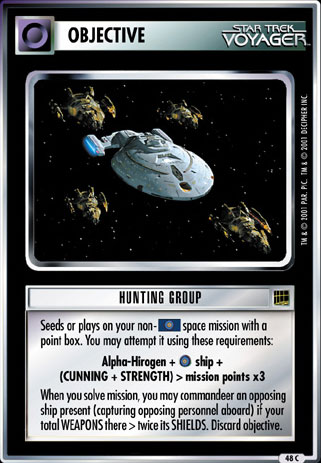 OBJECTIVE
STAR TREK
VOYAGER™
TM & © 2001 PAR. PIC. TM & © 2001 DECIPHER INC.
HUNTING GROUP
Seeds or plays on your non- space mission with a
point box. You may attempt it using these requirements:
Alpha-Hirogen + ship +
(CUNNING + STRENGTH) > mission points x3
When you solve mission, you may commandeer an opposing
ship present (capturing opposing personnel aboard) if your
total WEAPONS there > twice its SHIELDS. Discard objective.
48 C